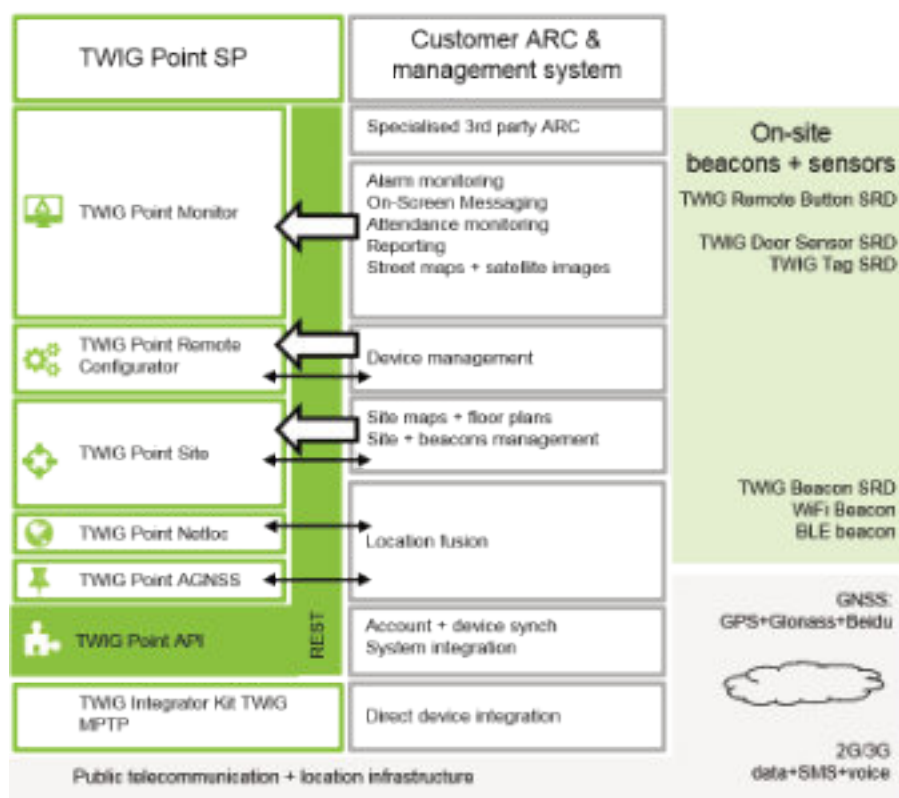 TWIG Point SP
Customer ARC &
management system
Specialised 3rd party ARC
On-site
beacons + sensors
TWIG Remote Button SRD
TWIG Door Sensor SRD
TWIG Tag SRD
TWIG Point Monitor
Alarm monitoring
On-Screen Messaging
Attendance monitoring
Reporting
Street maps + satellite images
TWIG Point Remote
Configurator
Device management
TWIG Point Site
Site maps + floor plans
Site + beacons management
TWIG Beacon SRD
WiFi Beacon
BLE beacon
TWIG Point Netloc
Location fusion
TWIG Point AGNSS
GNSS:
GPS+Glonass+Beidu
TWIG Point API
REST
Account + device synch
System integration
TWIG Integrator Kit TWIG
MPTP
Direct device integration
2G/3G
data+SMS+voice
Public telecommunication + location infrastructure